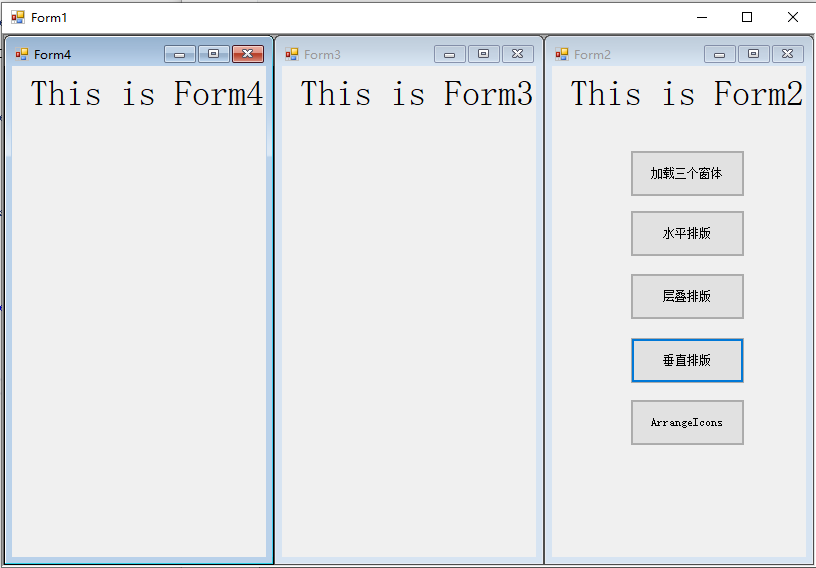 Form1
Form4
Form3
Form2
This is Form4
This is Form3
This is Form2
加载三个窗体
水平排版
层叠排版
垂直排版
ArrangeIcons